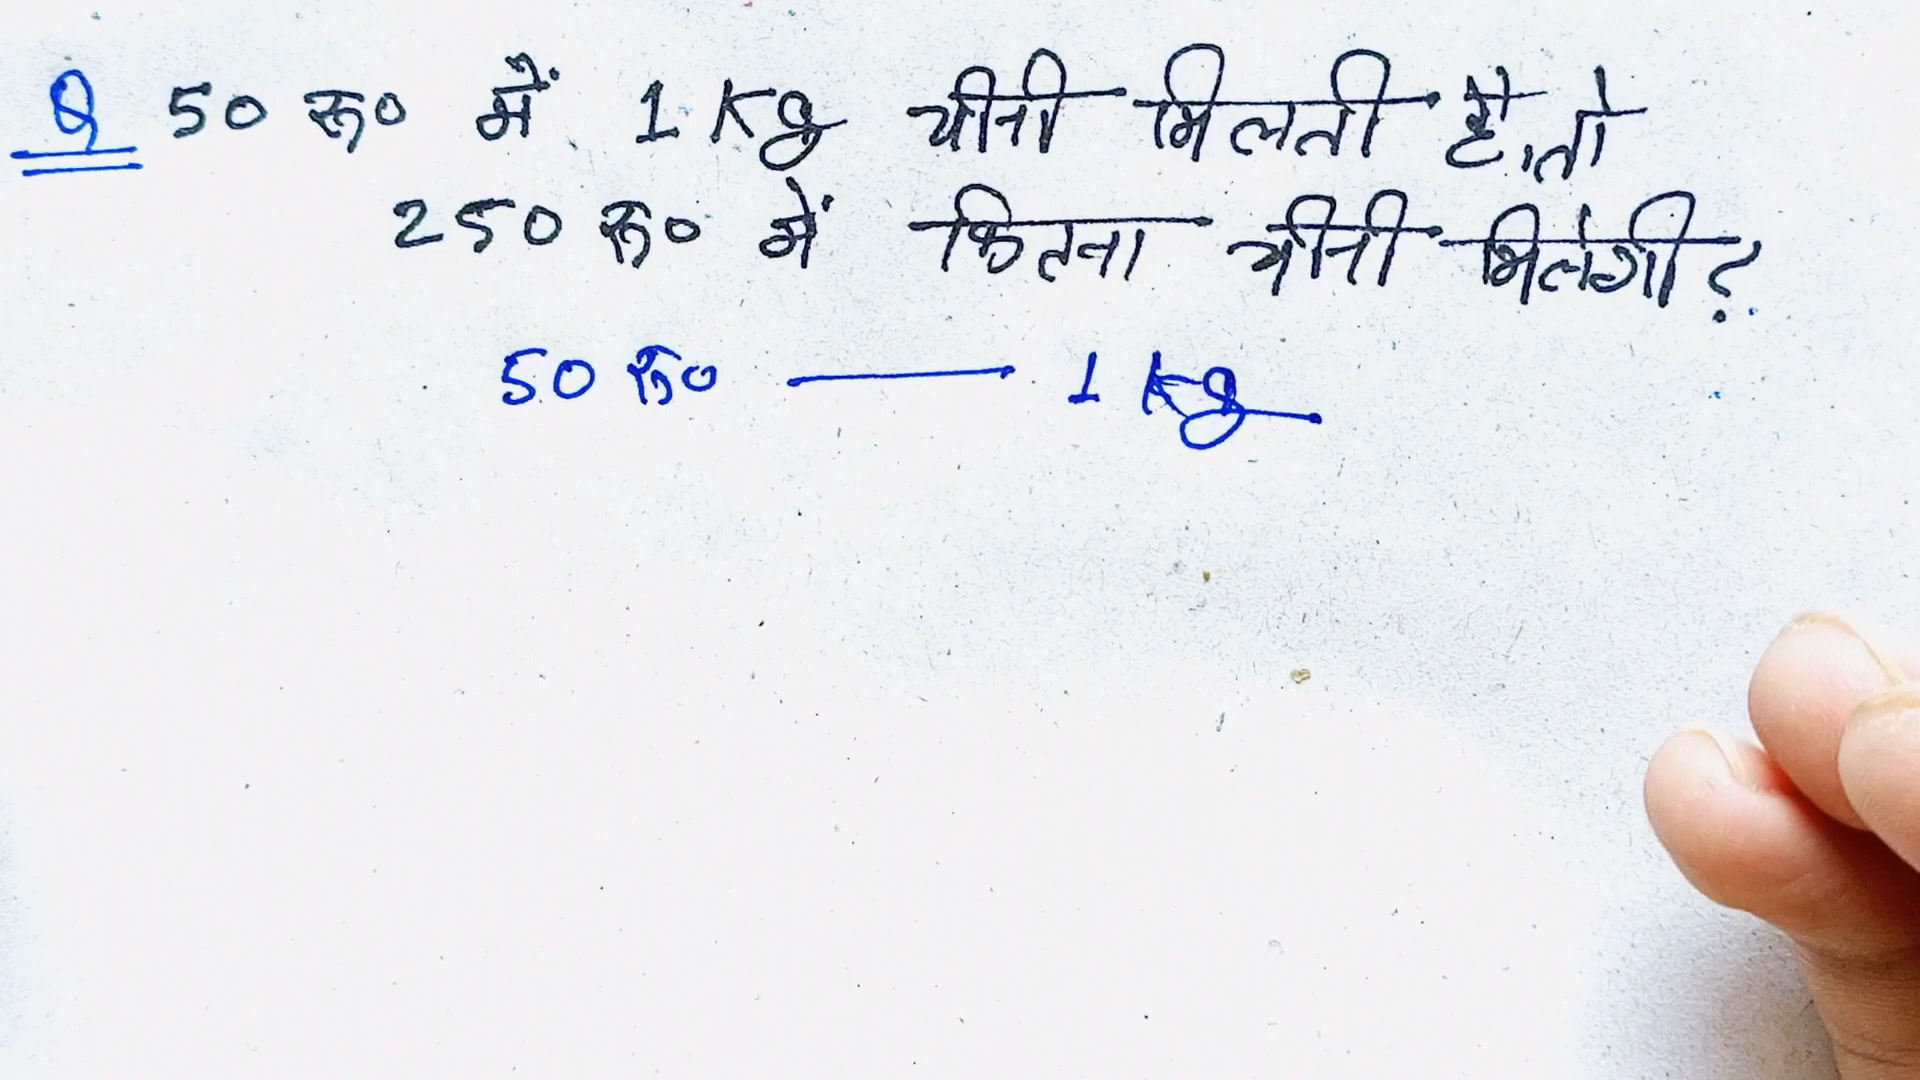 Q 50 रू० में 1 Kg चीनी मिलती है, तो
250 रू० में कितना चीनी मिलेगी ?
50 रू० — 1 Kg